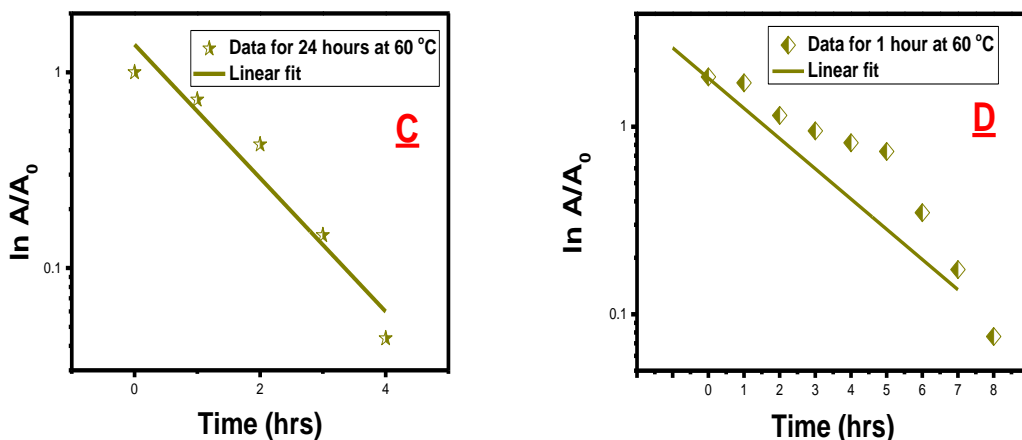 Data for 24 hours at 60 °C
Linear fit
C
1
0.1
ln A/A₀
0
2
4
Time (hrs)
Data for 1 hour at 60 °C
Linear fit
D
1
0.1
ln A/A₀
0 1 2 3 4 5 6 7 8
Time (hrs)